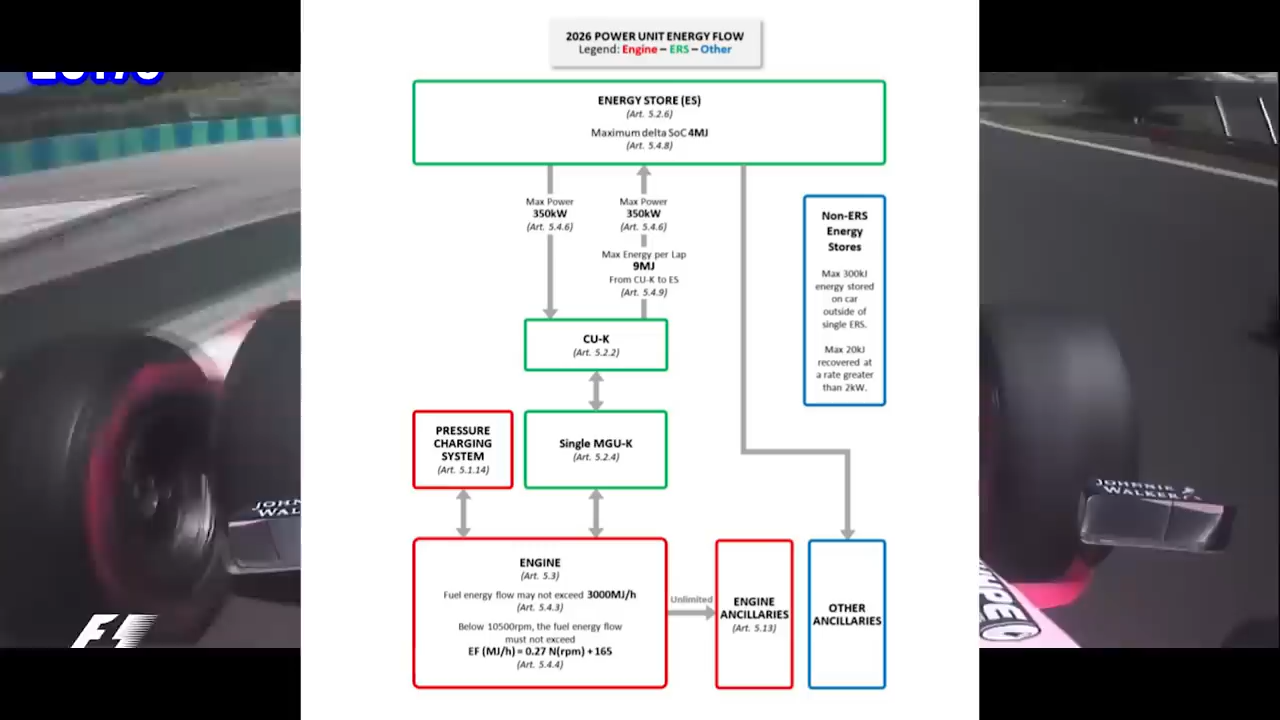 2026 POWER UNIT ENERGY FLOW
Legend: Engine – ERS – Other
ENERGY STORE (ES)
(Art. 5.2.6)
Maximum delta SoC 4MJ
(Art. 5.4.8)
Max Power
350kW
(Art. 5.4.6)
Max Power
350kW
(Art. 5.4.6)
Max Energy per Lap
9MJ
From CU-K to ES
(Art. 5.4.9)
Non-ERS
Energy
Stores
Max 300kJ
energy stored
on car
outside of
single ERS.
Max 20kJ
recovered at
a rate greater
than 2kW.
CU-K
(Art. 5.2.2)
PRESSURE
CHARGING
SYSTEM
(Art. 5.1.14)
Single MGU-K
(Art. 5.2.4)
ENGINE
(Art. 5.3)
Fuel energy flow may not exceed 3000MJ/h
(Art. 5.4.3)
Below 10500rpm, the fuel energy flow
must not exceed
EF (MJ/h) = 0.27 N(rpm) + 165
(Art. 5.4.4)
Unlimited
ENGINE
ANCILLARIES
(Art. 5.13)
OTHER
ANCILLARIES
JOHN
WAL
JOHNNIE
WALKER
F1